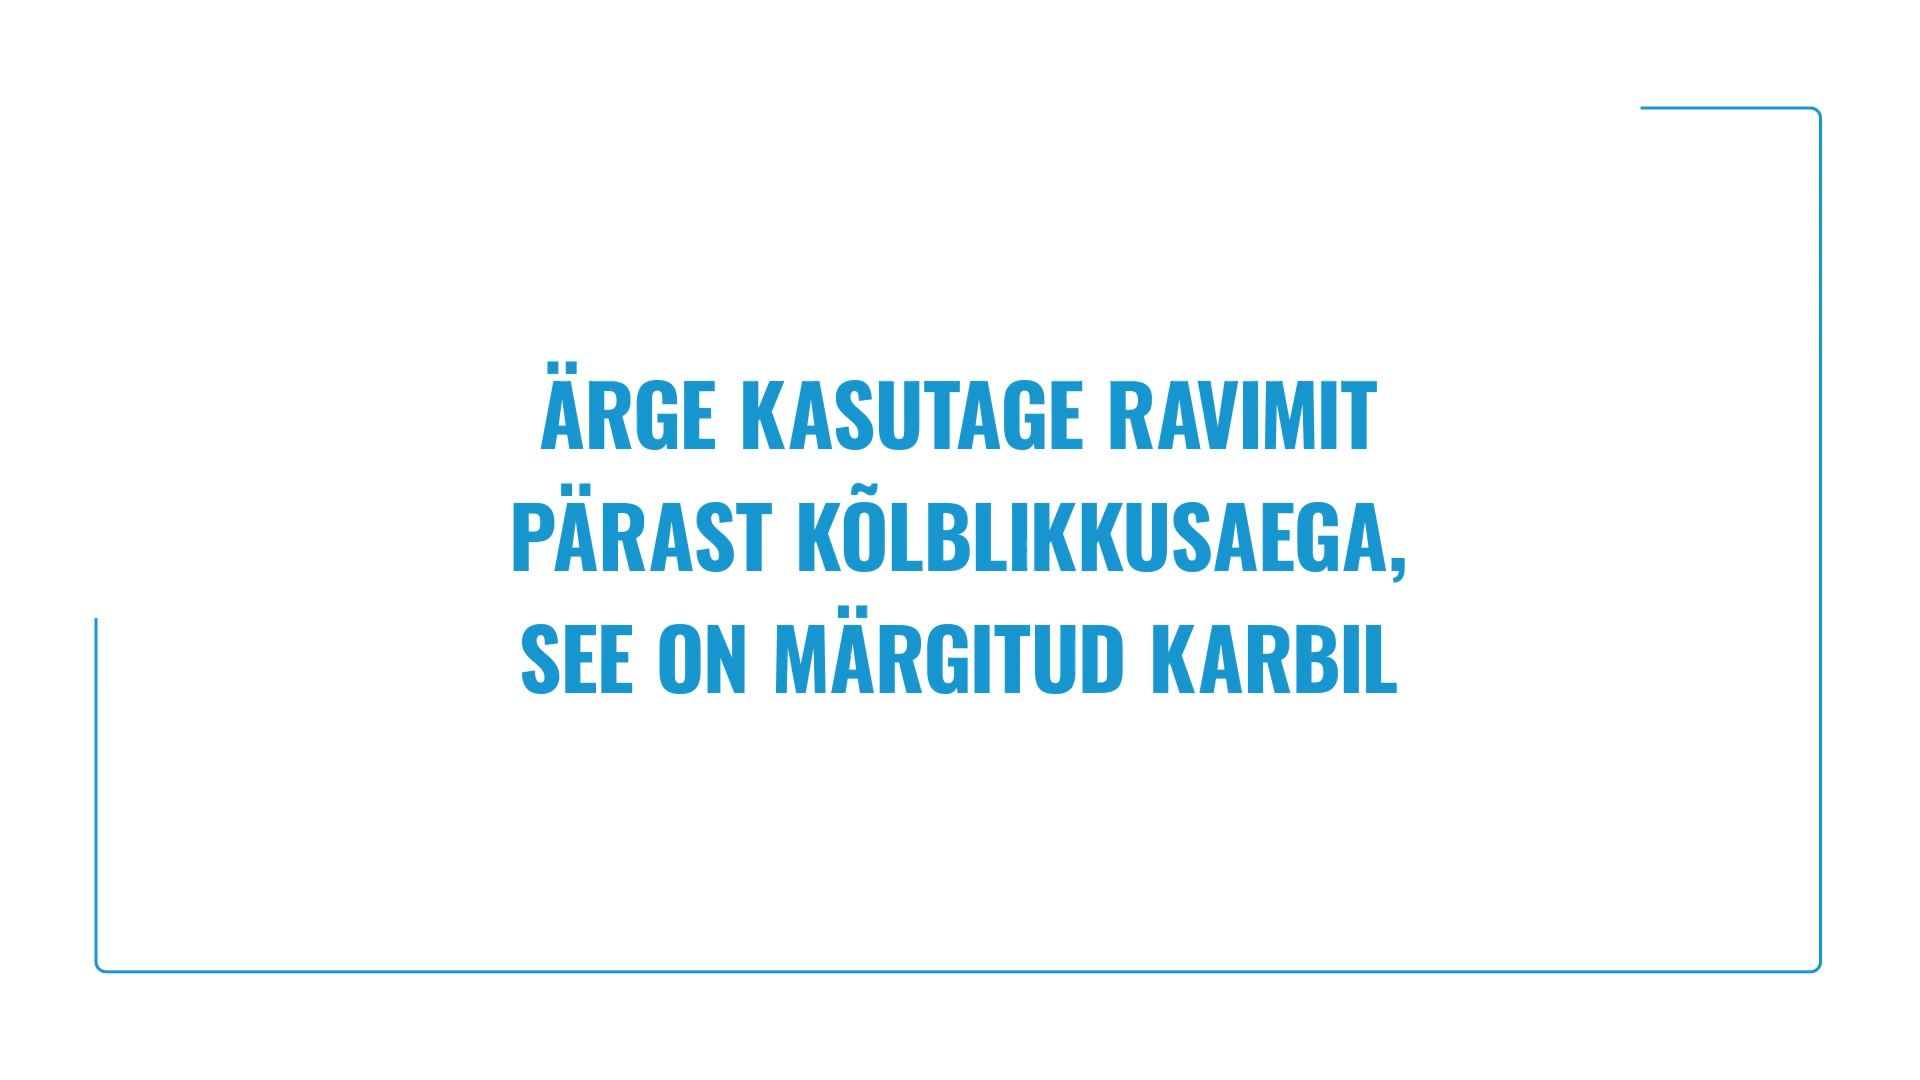 ÄRGE KASUTAGE RAVIMIT
PÄRAST KÕLBLIKKUSAEGA,
SEE ON MÄRGITUD KARBIL